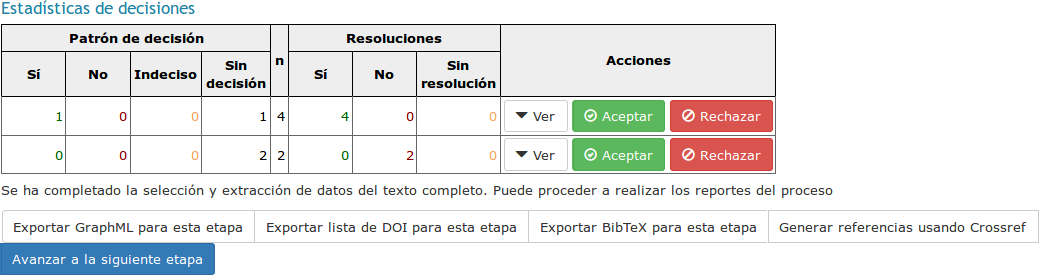 Estadísticas de decisiones
Patrón de decisión n Resoluciones Acciones
Sí No Indeciso Sin decisión Sí No Sin resolución
1 0 0 1 4 4 0 0 Ver Aceptar Rechazar
0 0 0 2 2 0 2 0 Ver Aceptar Rechazar
Se ha completado la selección y extracción de datos del texto completo. Puede proceder a realizar los reportes del proceso
Exportar GraphML para esta etapa Exportar lista de DOI para esta etapa Exportar BibTeX para esta etapa Generar referencias usando Crossref
Avanzar a la siguiente etapa